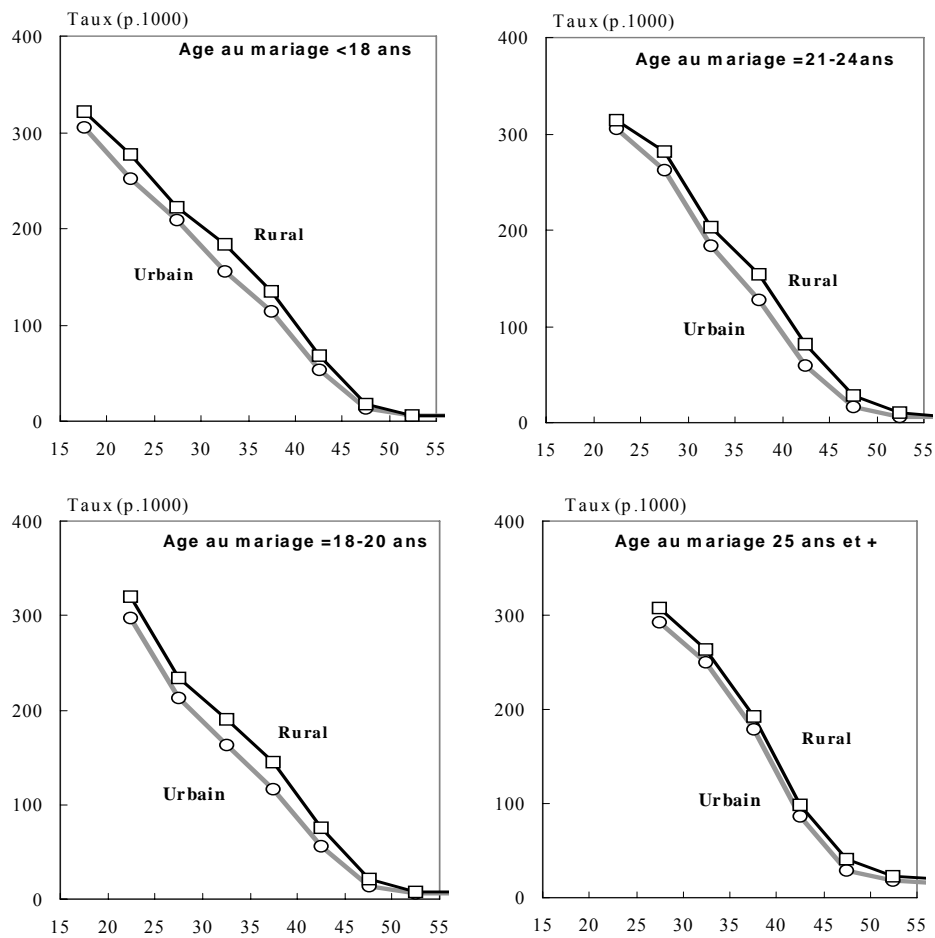 Taux (p.1000)
Age au mariage <18 ans
400
300
200
100
0
Rural
Urbain
15 20 25 30 35 40 45 50 55
Taux (p.1000)
Age au mariage =21-24ans
400
300
200
100
0
Rural
Urbain
15 20 25 30 35 40 45 50 55
Taux (p.1000)
Age au mariage =18-20 ans
400
300
200
100
0
Rural
Urbain
15 20 25 30 35 40 45 50 55
Taux (p.1000)
Age au mariage 25 ans et +
400
300
200
100
0
Rural
Urbain
15 20 25 30 35 40 45 50 55